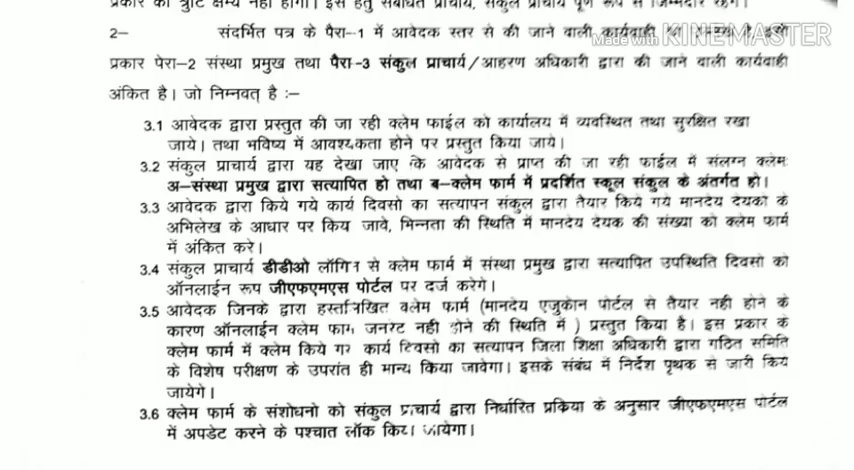 प्रकार की त्रुटि क्षम्य नही होगी। इस हेतु संबंधित प्राचार्य, संकुल प्राचार्य पूर्ण रूप से जिम्मेदार रहेंगे।
2– संदर्भित पत्र के पैरा–1 में आवेदक स्तर से की जाने वाली कार्यवाही
Made with KINEMASTER
प्रकार पेरा–2 संस्था प्रमुख तथा पैरा–3 संकुल प्राचार्य/आहरण अधिकारी द्वारा की जाने वाली कार्यवाही
अंकित है। जो निम्नवत् है :–
3.1 आवेदक द्वारा प्रस्तुत की जा रही क्लेम फाईल को कार्यालय में व्यवस्थित तथा सुरक्षित रखा
जाये। तथा भविष्य में आवश्यकता होने पर प्रस्तुत किया जाये।
3.2 संकुल प्राचार्य द्वारा यह देखा जाए कि आवेदक से प्राप्त की जा रही फाईल में संलग्न क्लेम
अ–संस्था प्रमुख द्वारा सत्यापित हो तथा ब–क्लेम फार्म में प्रदर्शित स्कूल संकुल के अंतर्गत हो।
3.3 आवेदक द्वारा किये गये कार्य दिवसो का सत्यापन संकुल द्वारा तैयार किये गये मानदेय देयको के
अभिलेख के आधार पर किय जावे, भिन्नता की स्थिति में मानदेय देयक की संख्या को क्लेम फार्म
में अंकित करे।
3.4 संकुल प्राचार्य डीडीओ लॉगिन से क्लेम फार्म में संस्था प्रमुख द्वारा सत्यापित उपस्थिति दिवसो को
ऑनलाईन रूप जीएफएमएस पोर्टल पर दर्ज करेगे।
3.5 आवेदक जिनके द्वारा हस्तलिखित क्लेम फार्म (मानदेय एजुकेशन पोर्टल से तैयार नही होने के
कारण ऑनलाईन क्लेम फार्म जनरेट नही होने की स्थिति में ) प्रस्तुत किया है। इस प्रकार के
क्लेम फार्म में क्लेम किये गए कार्य दिवसो का सत्यापन जिला शिक्षा अधिकारी द्वारा गठित समिति
के विशेष परीक्षण के उपरांत ही मान्य किया जावेगा। इसके संबंध में निर्देश पृथक से जारी किय
जायेगे।
3.6 क्लेम फार्म के संशोधनो को संकुल प्राचार्य द्वारा निर्धारित प्रक्रिया के अनुसार जीएफएमएस पोर्टल
में अपडेट करने के पश्चात लॉक किया जायेगा।